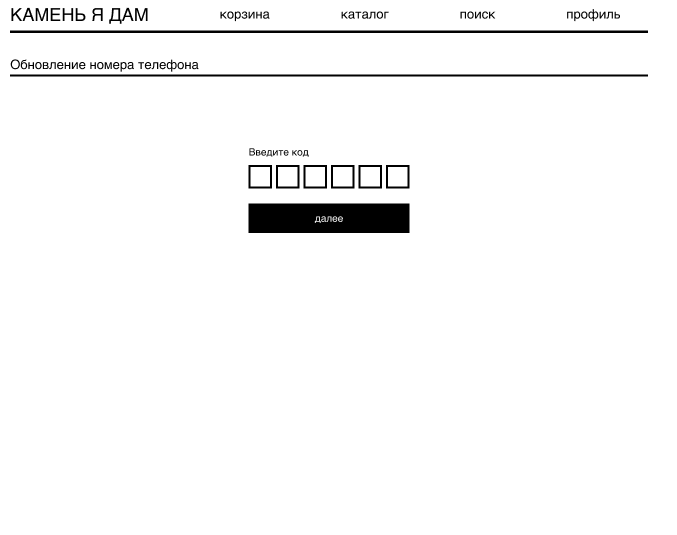 КАМЕНЬ Я ДАМ корзина каталог поиск профиль
Обновление номера телефона
Введите код
далее